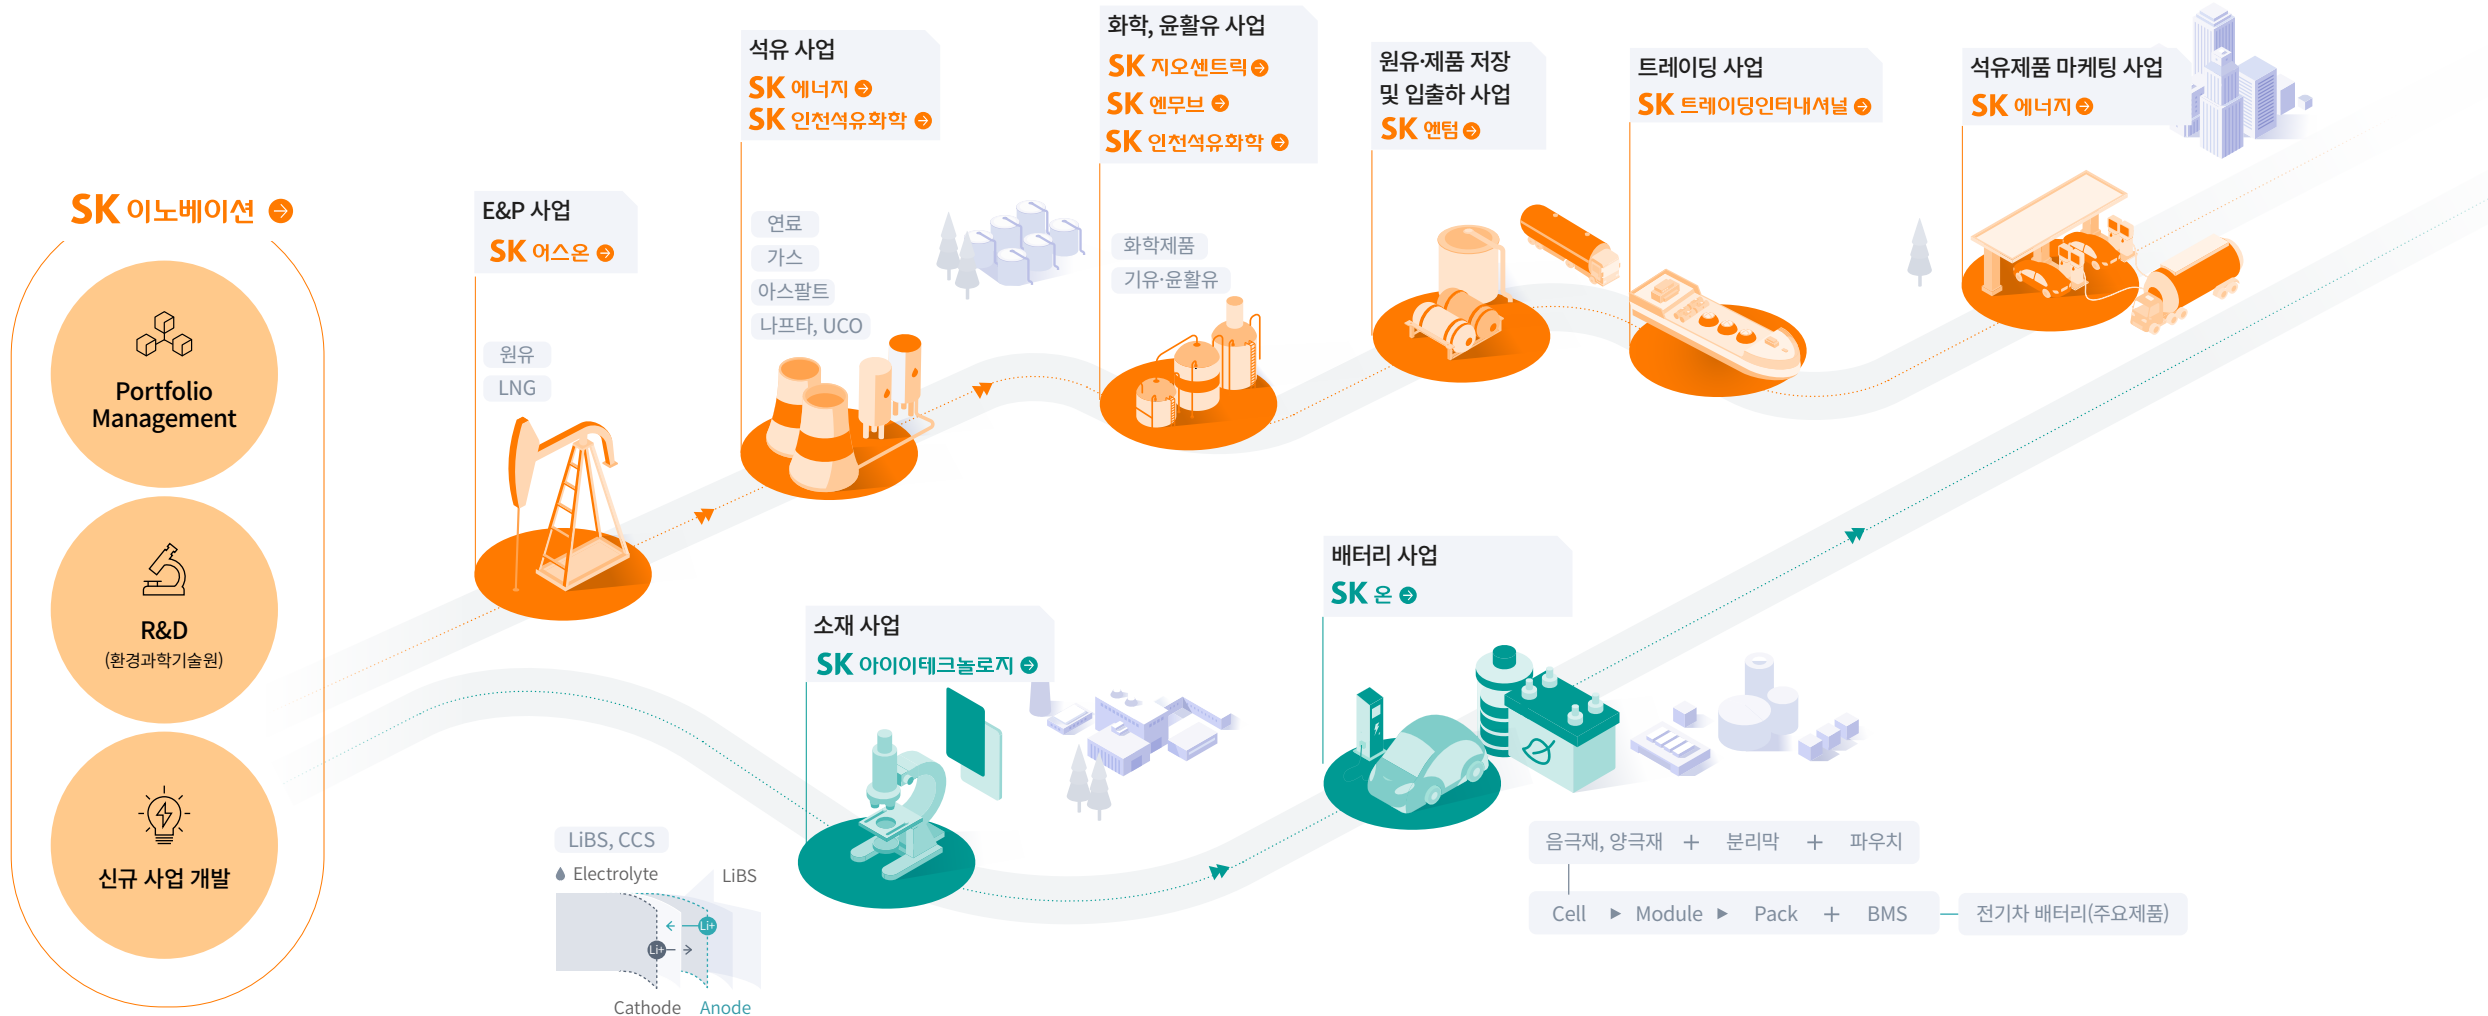 SK 이노베이션
Portfolio
Management
R&D
(환경과학기술원)
신규 사업 개발
E&P 사업
SK 어스온
원유
LNG
석유 사업
SK 에너지
SK 인천석유화학
연료
가스
아스팔트
나프타, UCO
화학, 윤활유 사업
SK 지오센트릭
SK 엔무브
SK 인천석유화학
화학제품
기유·윤활유
원유·제품 저장
및 입출하 사업
SK 앤텀
트레이딩 사업
SK 트레이딩인터내셔널
석유제품 마케팅 사업
SK 에너지
소재 사업
SK 아이이테크놀로지
LiBS, CCS
Electrolyte
LiBS
Li+
Li+
Cathode
Anode
배터리 사업
SK 온
음극재, 양극재 + 분리막 + 파우치
Cell ▶ Module ▶ Pack + BMS
전기차 배터리(주요제품)